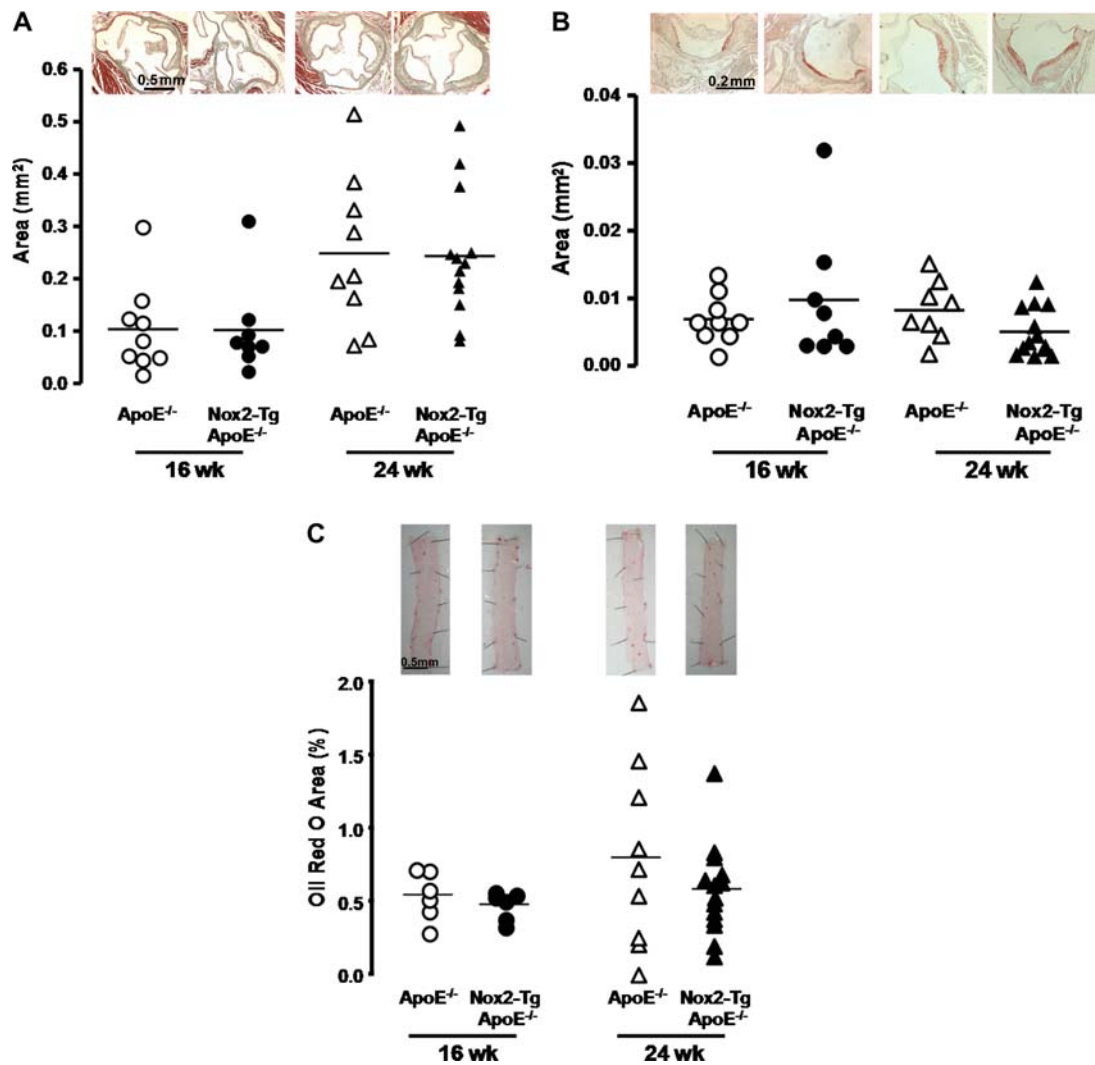 A
0.5mm
Area (mm²)
0.6
0.5
0.4
0.3
0.2
0.1
0.0
ApoE⁻/⁻
Nox2-Tg
ApoE⁻/⁻
ApoE⁻/⁻
Nox2-Tg
ApoE⁻/⁻
16 wk
24 wk
B
0.2mm
Area (mm²)
0.04
0.03
0.02
0.01
0.00
ApoE⁻/⁻
Nox2-Tg
ApoE⁻/⁻
ApoE⁻/⁻
Nox2-Tg
ApoE⁻/⁻
16 wk
24 wk
C
0.5mm
Oil Red O Area (%)
2.0
1.5
1.0
0.5
0.0
ApoE⁻/⁻
Nox2-Tg
ApoE⁻/⁻
ApoE⁻/⁻
Nox2-Tg
ApoE⁻/⁻
16 wk
24 wk